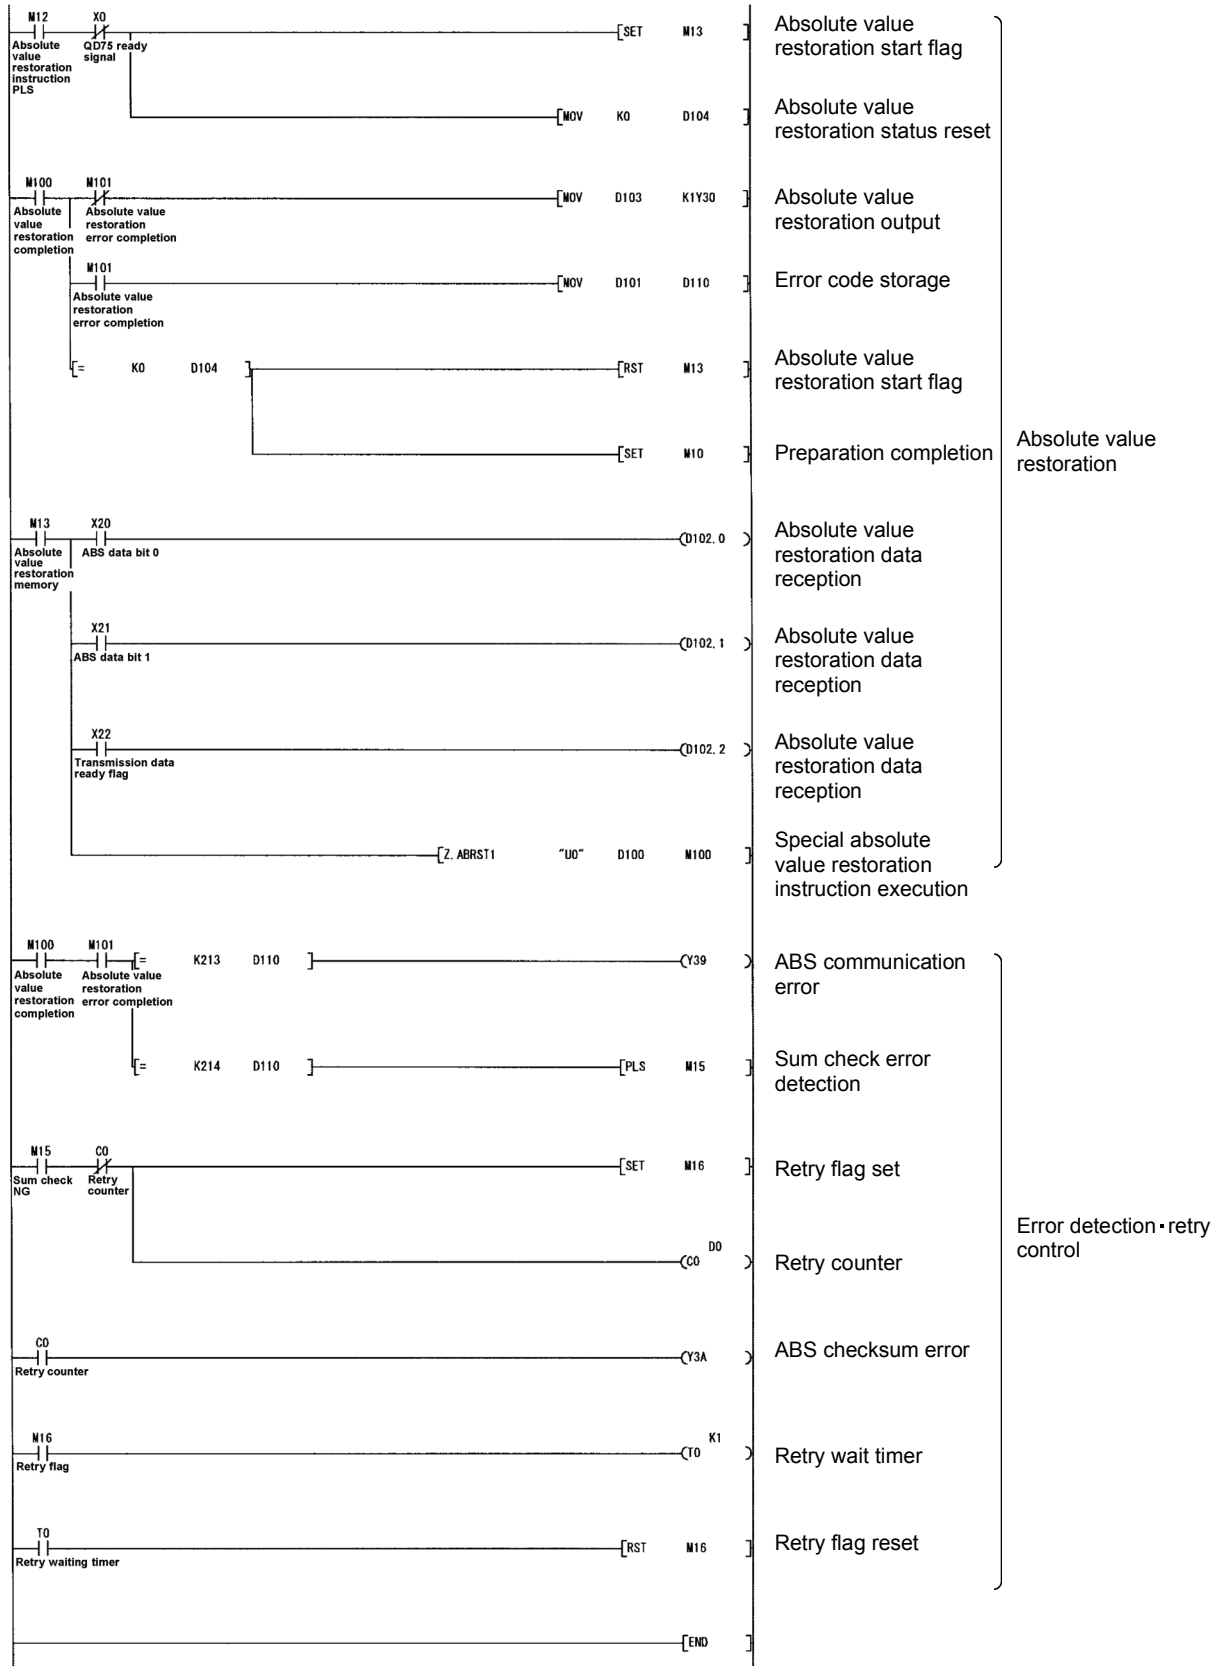 M12 X0
[SET M13 ]
Absolute value
restoration start flag
Absolute
value
restoration
instruction
PLS
QD75 ready
signal
[MOV K0 D104 ]
Absolute value
restoration status reset
M100 M101
[MOV D103 K1Y30 ]
Absolute value
restoration output
Absolute
value
restoration
completion
Absolute value
restoration
error completion
M101
[MOV D101 D110 ]
Error code storage
Absolute value
restoration
error completion
[= K0 D104 ]
[RST M13 ]
Absolute value
restoration start flag
[SET M10 ]
Preparation completion
Absolute value
restoration
M13 X20
(D102.0 )
Absolute value
restoration data
reception
Absolute
value
restoration
memory
ABS data bit 0
X21
(D102.1 )
Absolute value
restoration data
reception
ABS data bit 1
X22
(D102.2 )
Absolute value
restoration data
reception
Transmission data
ready flag
[Z.ABRST1 "U0" D100 M100 ]
Special absolute
value restoration
instruction execution
M100 M101
[= K213 D110 ]
(Y39 )
ABS communication
error
Absolute
value
restoration
completion
Absolute value
restoration
error completion
[= K214 D110 ]
[PLS M15 ]
Sum check error
detection
M15 C0
[SET M16 ]
Retry flag set
Sum check
NG
Retry
counter
D0
(C0 )
Retry counter
Error detection·retry
control
C0
(Y3A )
ABS checksum error
Retry counter
M16
K1
(T0 )
Retry wait timer
Retry flag
T0
[RST M16 ]
Retry flag reset
Retry waiting timer
[END ]